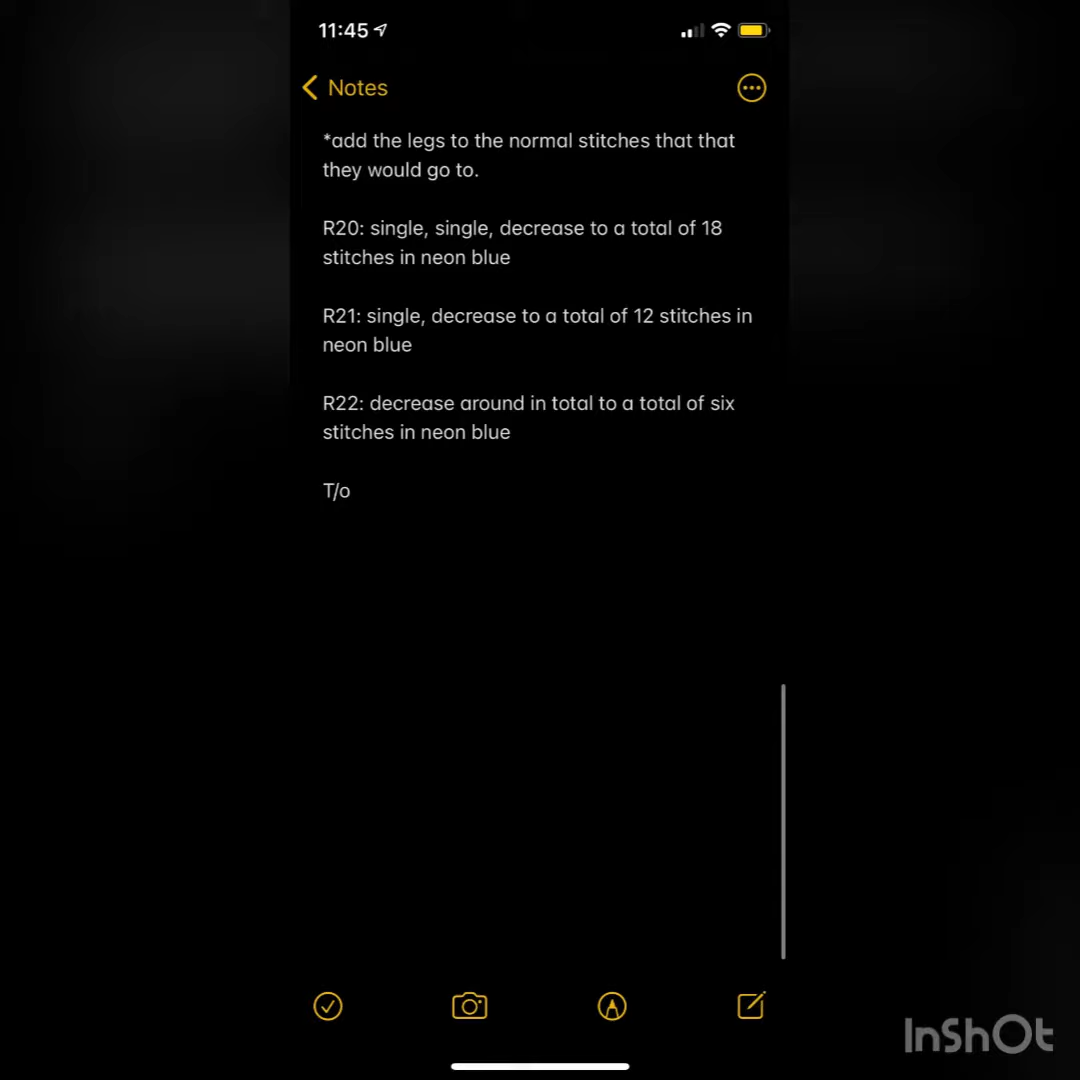 11:45
Notes
*add the legs to the normal stitches that that
they would go to.
R20: single, single, decrease to a total of 18
stitches in neon blue
R21: single, decrease to a total of 12 stitches in
neon blue
R22: decrease around in total to a total of six
stitches in neon blue
T/o
InShOt